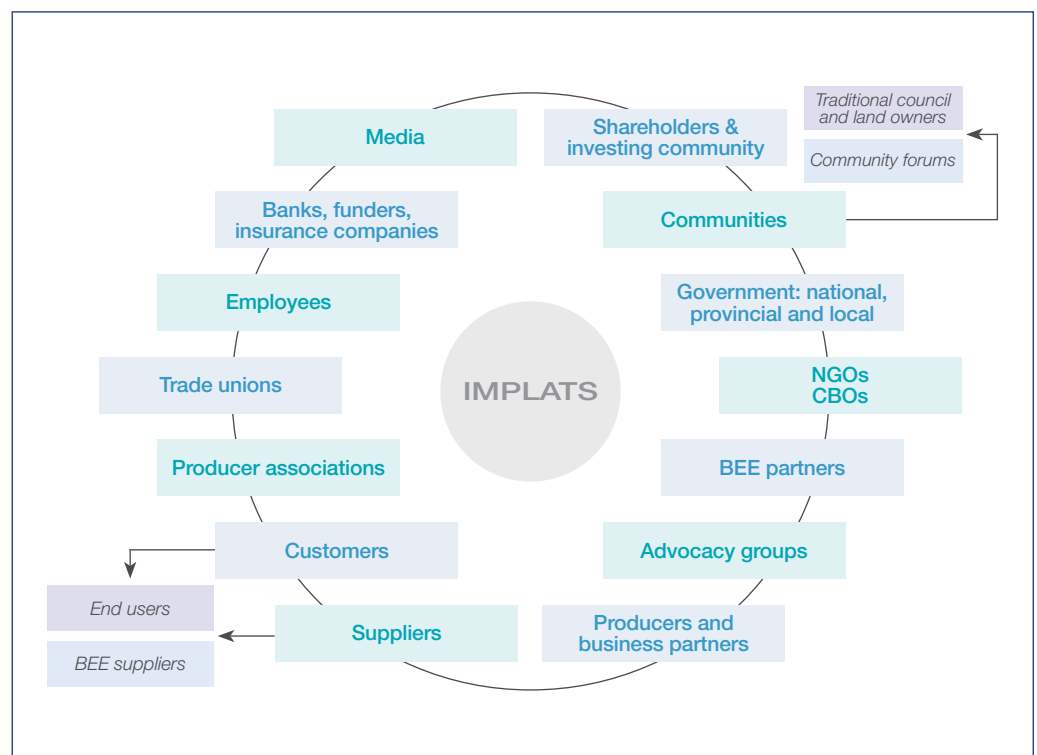 Media
Shareholders &
investing community
Traditional council
and land owners
Community forums
Banks, funders,
insurance companies
Communities
Employees
Government: national,
provincial and local
IMPLATS
Trade unions
NGOs
CBOs
Producer associations
BEE partners
Customers
Advocacy groups
End users
BEE suppliers
Suppliers
Producers and
business partners